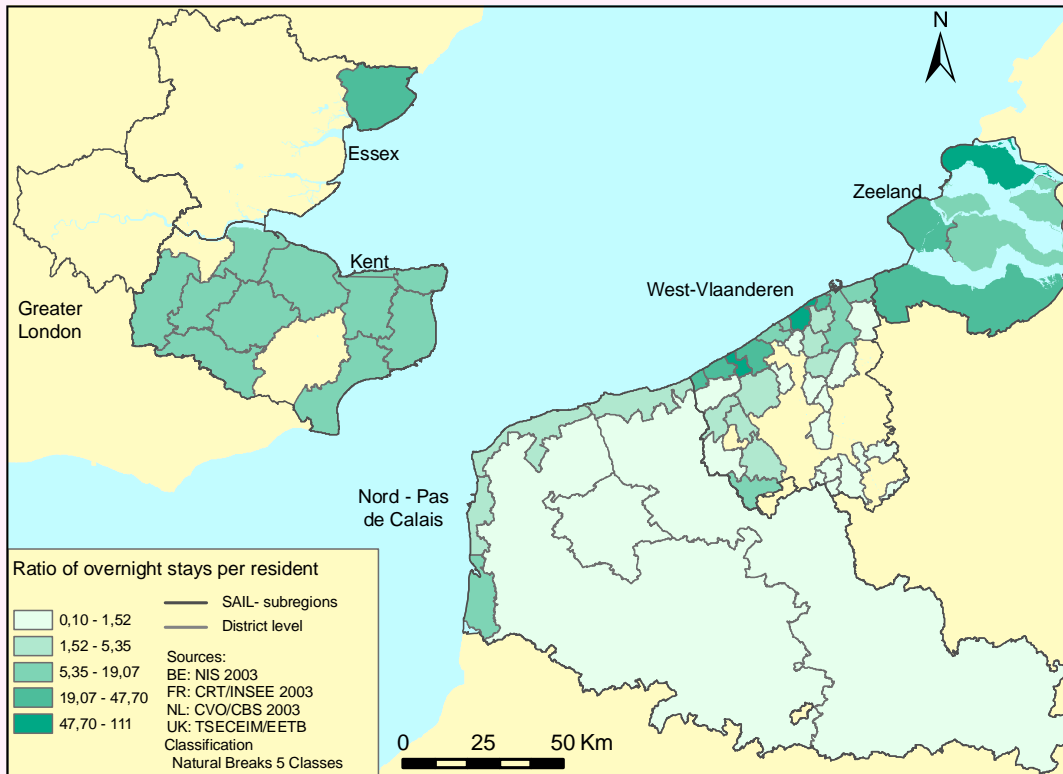 N
Essex
Zeeland
Kent
West-Vlaanderen
Greater
London
Nord - Pas
de Calais
Ratio of overnight stays per resident
0,10 - 1,52
1,52 - 5,35
5,35 - 19,07
19,07 - 47,70
47,70 - 111
SAIL- subregions
District level
Sources:
BE: NIS 2003
FR: CRT/INSEE 2003
NL: CVO/CBS 2003
UK: TSECEIM/EETB
Classification
Natural Breaks 5 Classes
0 25 50 Km